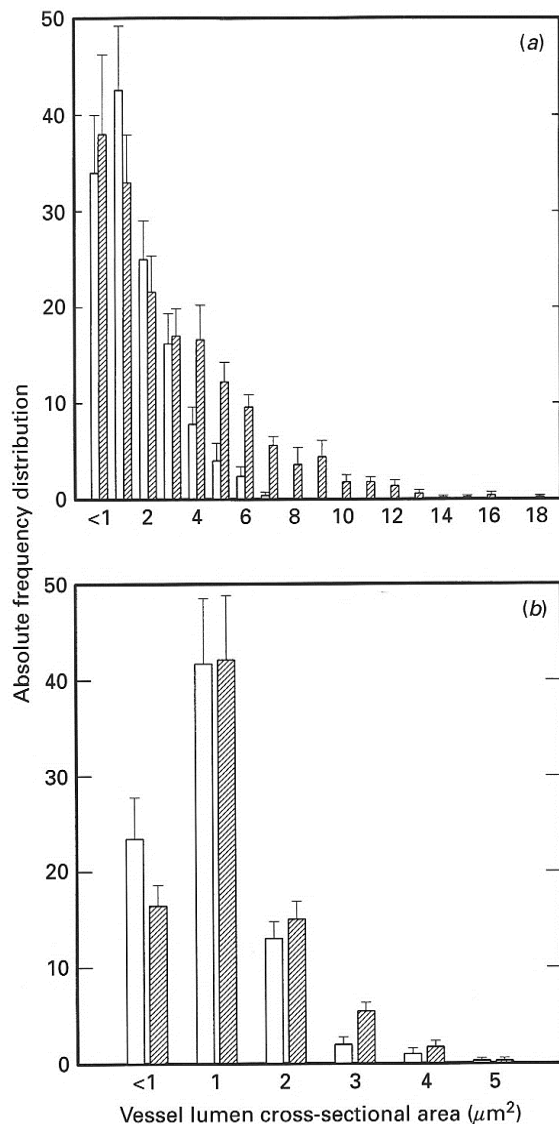 50
(a)
40
30
20
10
0
<1 2 4 6 8 10 12 14 16 18
Absolute frequency distribution
50
(b)
40
30
20
10
0
<1 1 2 3 4 5
Vessel lumen cross-sectional area (μm²)